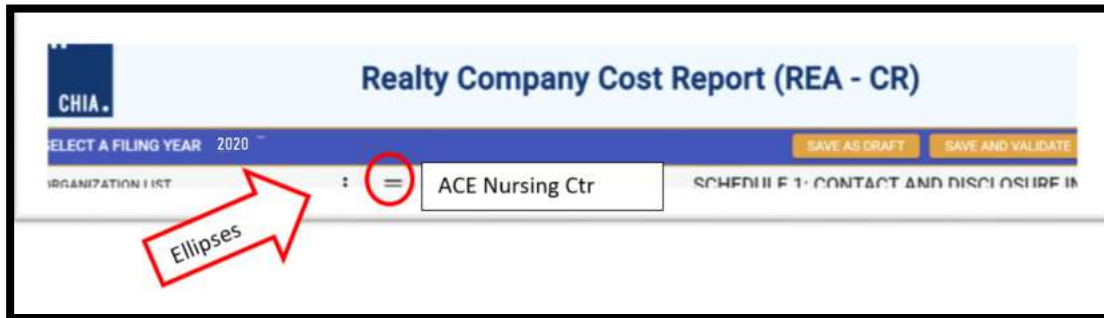 Realty Company Cost Report (REA - CR)
CHIA.
SELECT A FILING YEAR 2020
SAVE AS DRAFT
SAVE AND VALIDATE
ORGANIZATION LIST
ACE Nursing Ctr
SCHEDULE 1: CONTACT AND DISCLOSURE IN
Ellipses